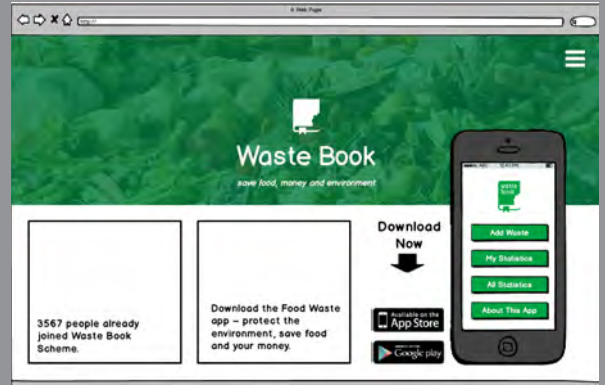 A Web Page
http://
Waste Book
save food, money and environment
3567 people already
joined Waste Book
Scheme.
Download the Food Waste
app – protect the
environment, save food
and your money.
Download
Now
Available on the
App Store
Google play
waste
book
Add Waste
My Statistics
All Statistics
About This App